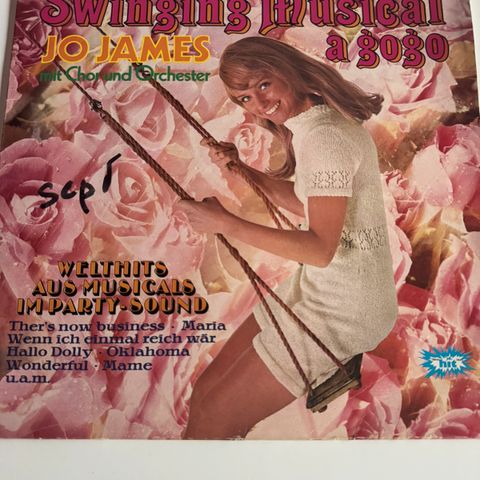 Swinging Musical
a gogo
JO JAMES
mit Chor und Orchester
sept
WELTHITS
AUS MUSICALS
IM PARTY-SOUND
Ther's now business · Maria
Wenn ich einmal reich wär
Hallo Dolly · Oklahoma
Wonderful · Mame
u.a.m.
hit